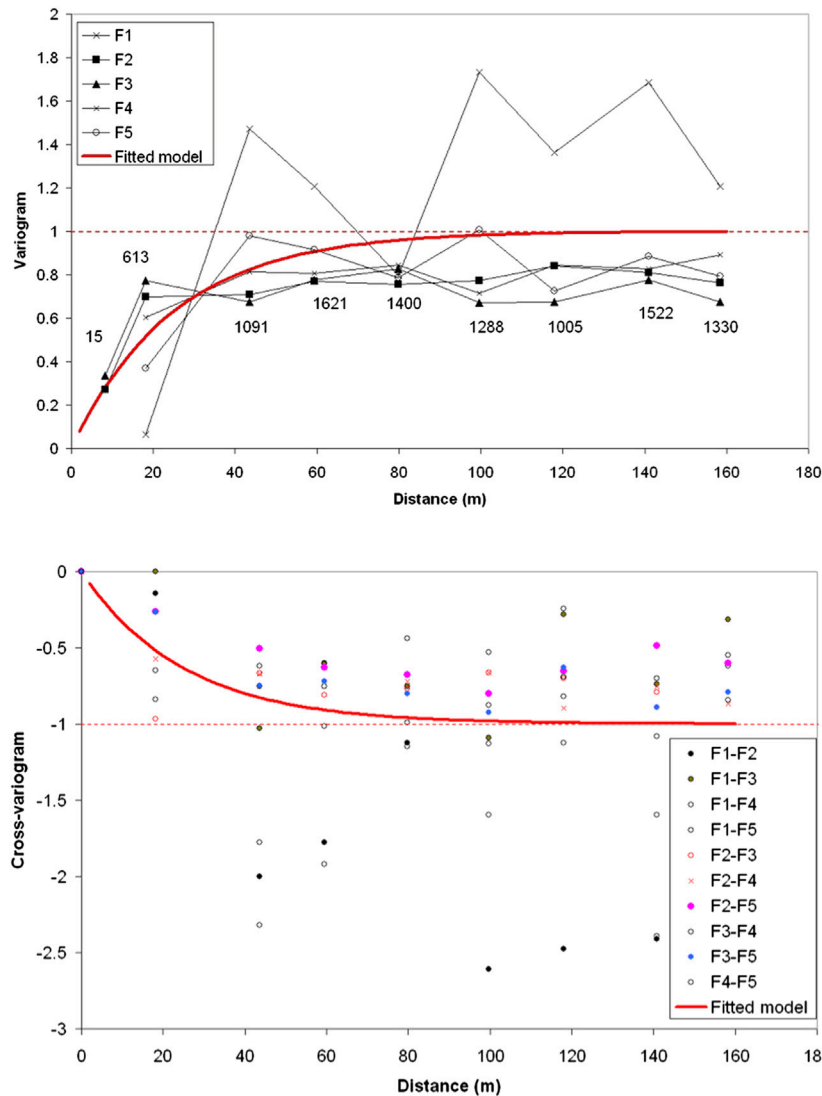 2
1.8
1.6
1.4
1.2
1
0.8
0.6
0.4
0.2
0
Variogram
F1
F2
F3
F4
F5
Fitted model
613
15
1091
1621
1400
1288
1005
1522
1330
0 20 40 60 80 100 120 140 160 180
Distance (m)
0
-0.5
-1
-1.5
-2
-2.5
-3
Cross-variogram
F1-F2
F1-F3
F1-F4
F1-F5
F2-F3
F2-F4
F2-F5
F3-F4
F3-F5
F4-F5
Fitted model
0 20 40 60 80 100 120 140 160 18
Distance (m)